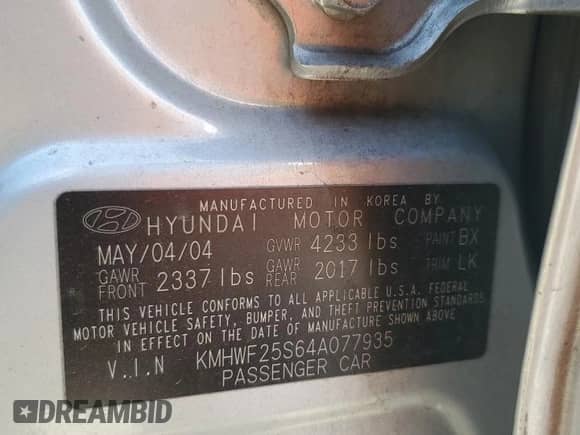 MANUFACTURED IN KOREA BY
HYUNDAI MOTOR COMPANY
MAY/04/04 GVWR 4233 lbs PAINT BX
GAWR FRONT 2337 lbs GAWR REAR 2017 lbs TRIM LK
THIS VEHICLE CONFORMS TO ALL APPLICABLE U.S.A. FEDERAL
MOTOR VEHICLE SAFETY, BUMPER, AND THEFT PREVENTION STANDARDS
IN EFFECT ON THE DATE OF MANUFACTURE SHOWN ABOVE
V.I.N KMHWF25S64A077935
PASSENGER CAR
DREAMBID